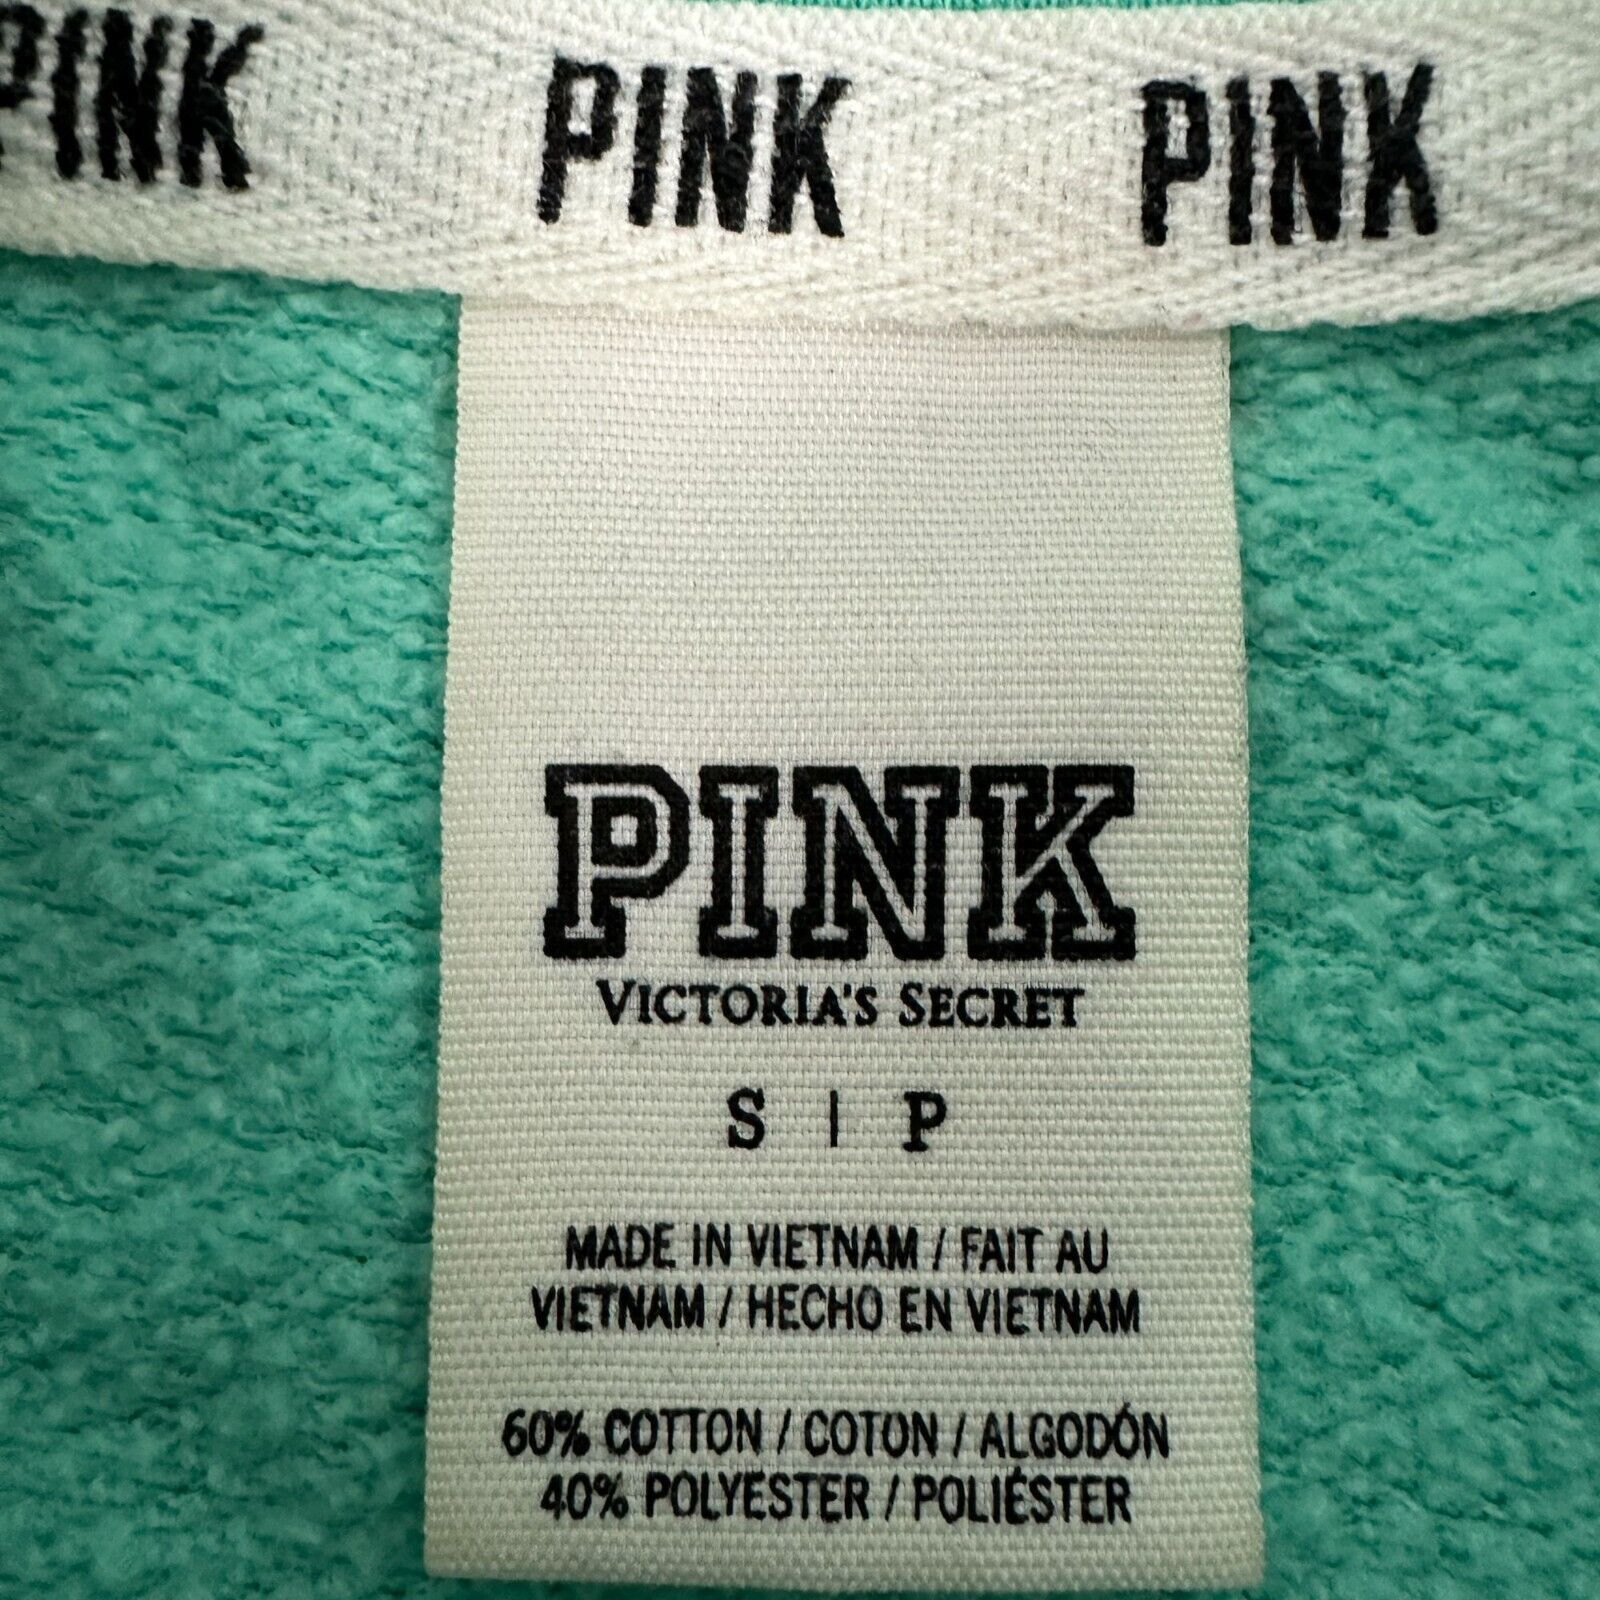 PINK PINK PINK
PINK
VICTORIA'S SECRET
S | P
MADE IN VIETNAM / FAIT AU
VIETNAM / HECHO EN VIETNAM
60% COTTON / COTON / ALGODÓN
40% POLYESTER / POLIÉSTER